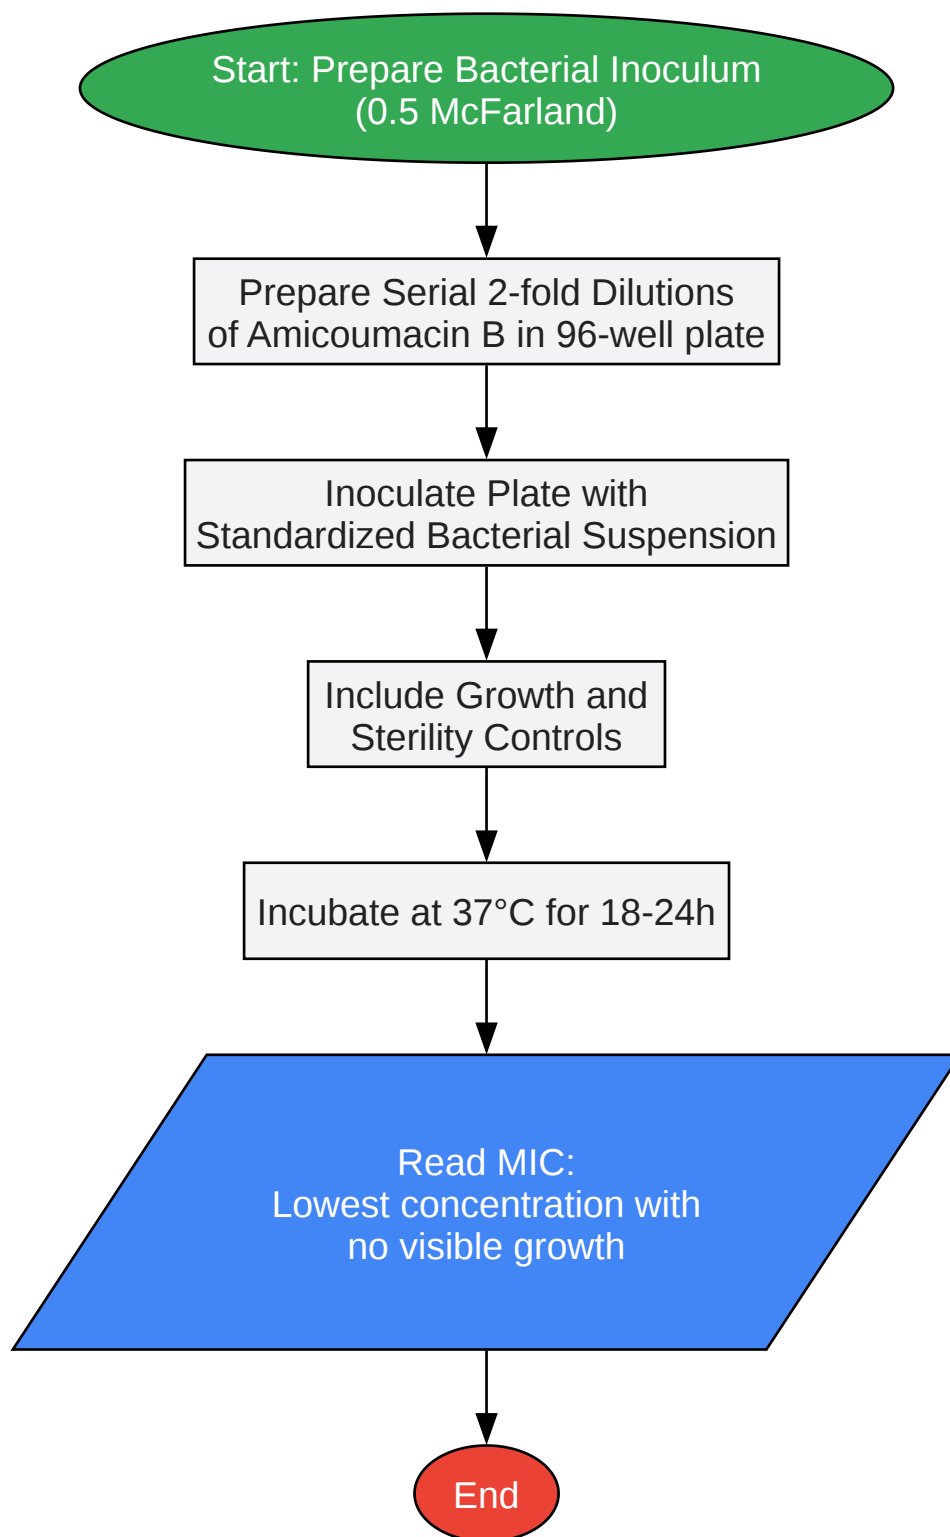 Start: Prepare Bacterial Inoculum
(0.5 McFarland)
Prepare Serial 2-fold Dilutions
of Amicoumacin B in 96-well plate
Inoculate Plate with
Standardized Bacterial Suspension
Include Growth and
Sterility Controls
Incubate at 37°C for 18-24h
Read MIC:
Lowest concentration with
no visible growth
End